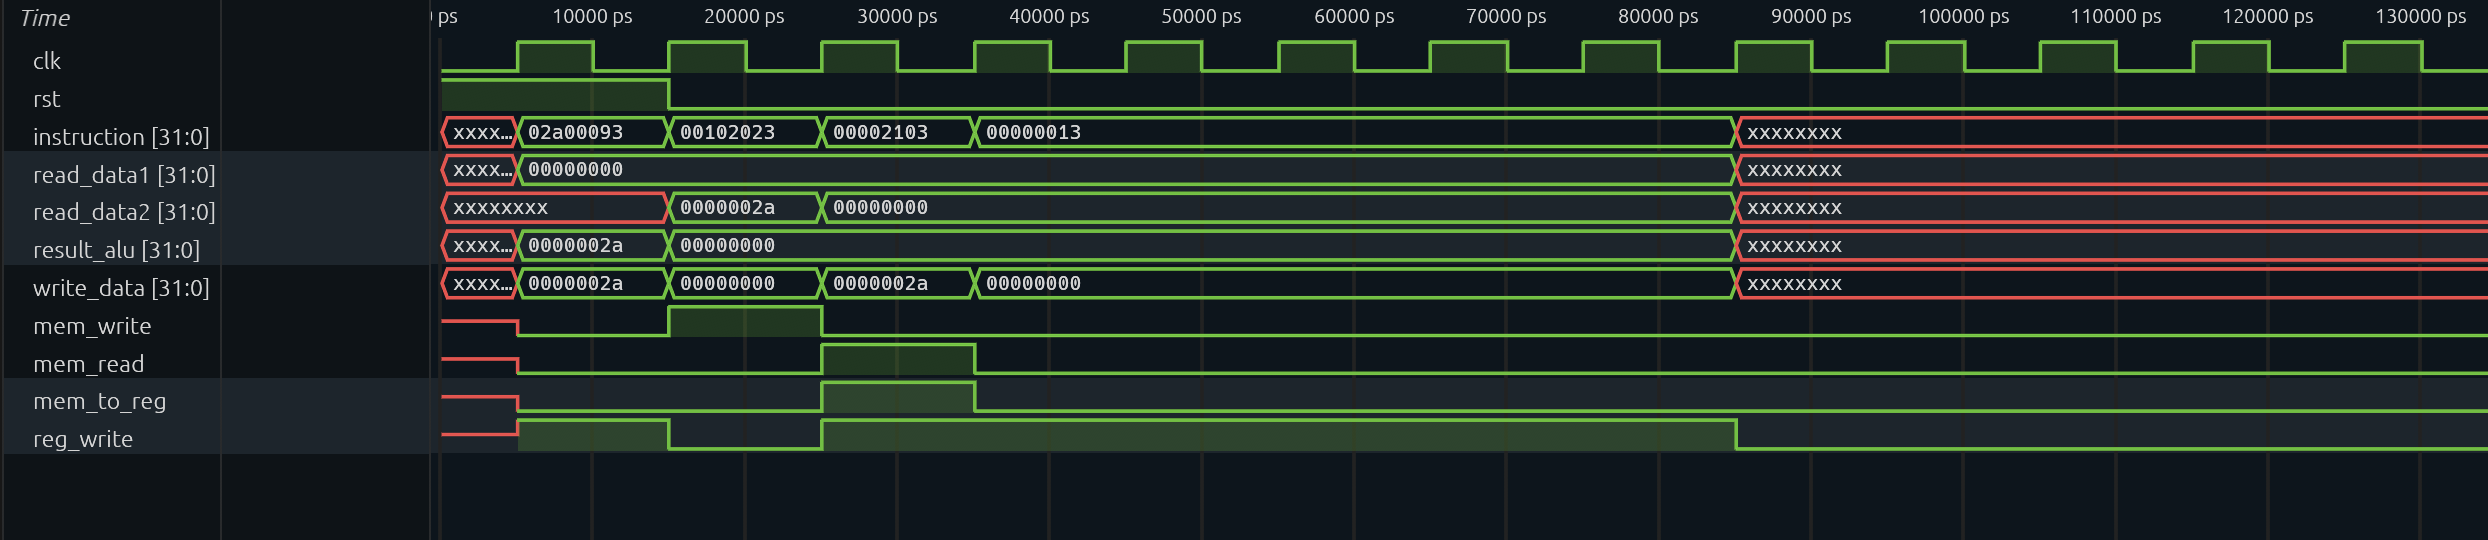 Time
0 ps 10000 ps 20000 ps 30000 ps 40000 ps 50000 ps 60000 ps 70000 ps 80000 ps 90000 ps 100000 ps 110000 ps 120000 ps 130000 ps
clk
rst
instruction [31:0] xxxx… 02a00093 00102023 00002103 00000013 xxxxxxxx
read_data1 [31:0] xxxx… 00000000 xxxxxxxx
read_data2 [31:0] xxxxxxxx 0000002a 00000000 xxxxxxxx
result_alu [31:0] xxxx… 0000002a 00000000 xxxxxxxx
write_data [31:0] xxxx… 0000002a 00000000 0000002a 00000000 xxxxxxxx
mem_write
mem_read
mem_to_reg
reg_write